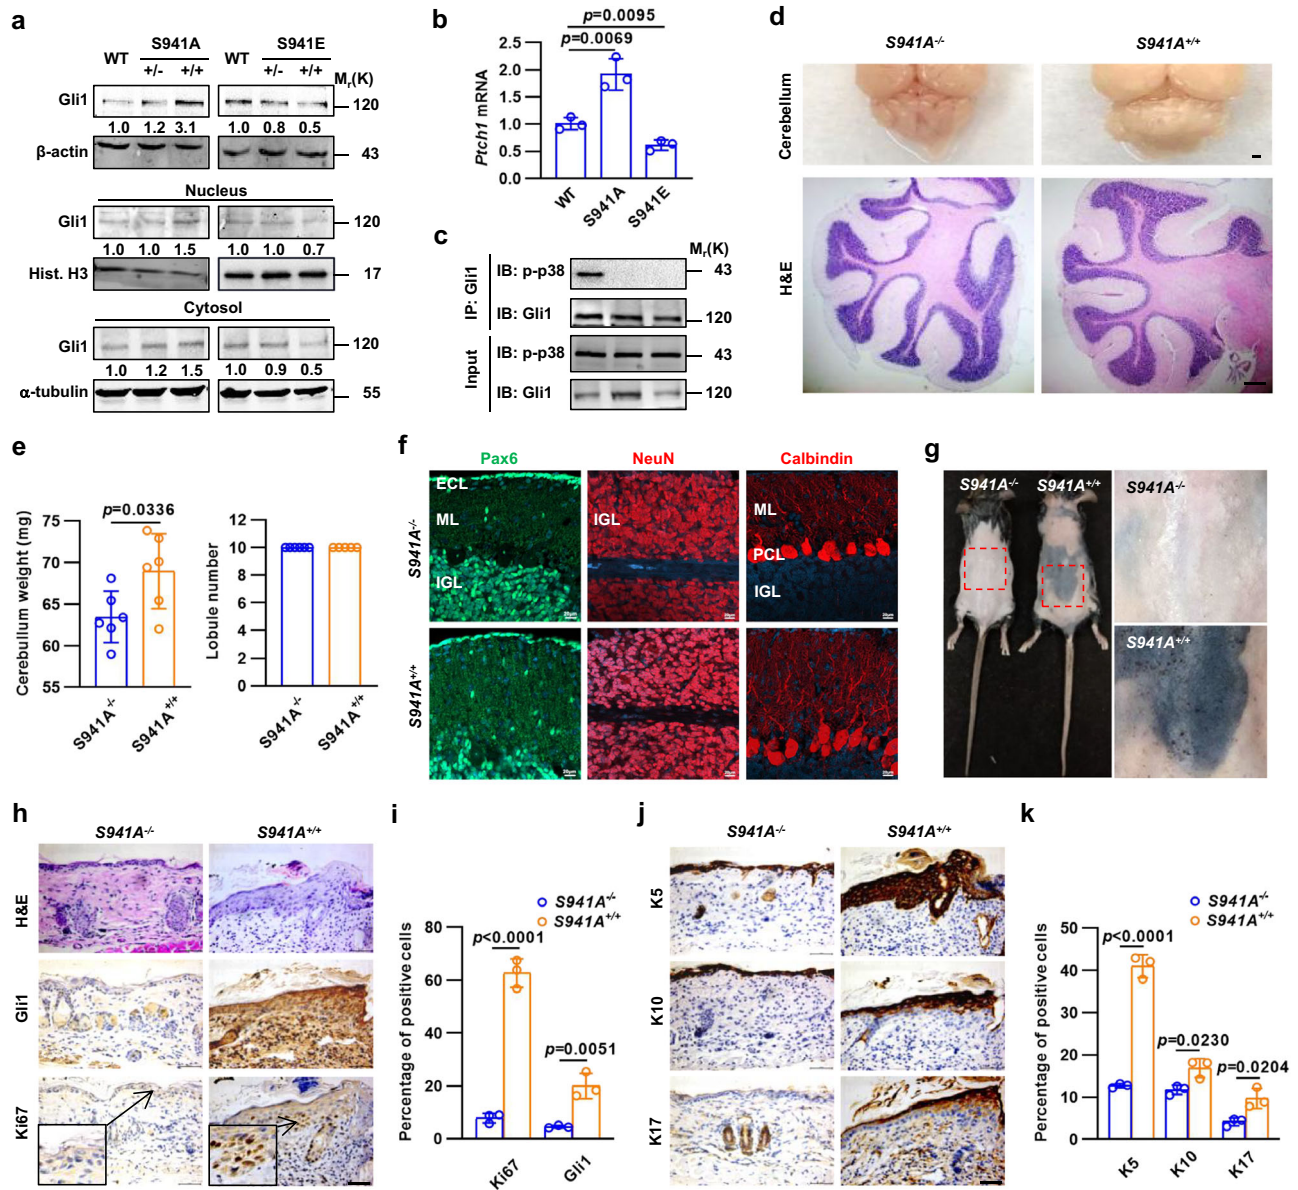 a
S941A
S941E
WT
+/-
+/+
WT
+/-
+/+
Mr(K)
Gli1
120
1.0 1.2 3.1 1.0 0.8 0.5
β-actin
43
Nucleus
Gli1
120
1.0 1.0 1.5 1.0 1.0 0.7
Hist. H3
17
Cytosol
Gli1
120
1.0 1.2 1.5 1.0 0.9 0.5
α-tubulin
55
b
p=0.0095
p=0.0069
Ptch1 mRNA
2.5
2.0
1.5
1.0
0.5
0.0
WT
S941A
S941E
c
Mr(K)
IP: Gli1
IB: p-p38
43
IB: Gli1
120
Input
IB: p-p38
43
IB: Gli1
120
d
S941A-/-
S941A+/+
Cerebellum
H&E
e
Cerebullum weight (mg)
p=0.0336
75
70
65
60
55
S941A-/-
S941A+/+
Lobule number
12
10
8
6
4
2
0
S941A-/-
S941A+/+
f
Pax6
NeuN
Calbindin
S941A-/-
ECL
ML
IGL
IGL
ML
PCL
IGL
20μm
20μm
20μm
S941A+/+
20μm
20μm
20μm
g
S941A-/-
S941A+/+
S941A-/-
S941A+/+
h
S941A-/-
S941A+/+
H&E
Gli1
Ki67
i
S941A-/-
S941A+/+
Percentage of positive cells
80
60
40
20
0
p<0.0001
p=0.0051
Ki67
Gli1
j
S941A-/-
S941A+/+
K5
K10
K17
k
S941A-/-
S941A+/+
Percentage of positive cells
50
40
30
20
10
0
p<0.0001
p=0.0230
p=0.0204
K5
K10
K17